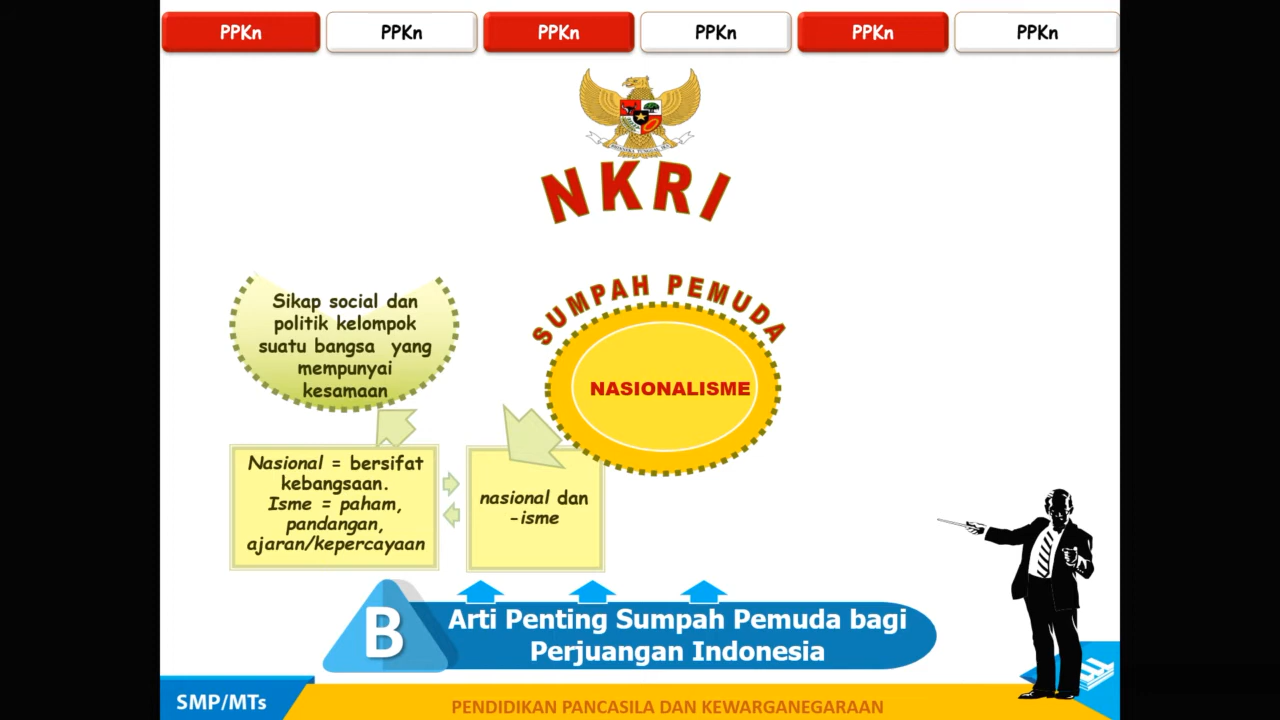 PPKn
PPKn
PPKn
PPKn
PPKn
PPKn
NKRI
SUMPAH PEMUDA
NASIONALISME
Sikap social dan
politik kelompok
suatu bangsa yang
mempunyai
kesamaan
Nasional = bersifat
kebangsaan.
Isme = paham,
pandangan,
ajaran/kepercayaan
nasional dan
-isme
B
Arti Penting Sumpah Pemuda bagi
Perjuangan Indonesia
SMP/MTs
PENDIDIKAN PANCASILA DAN KEWARGANEGARAAN